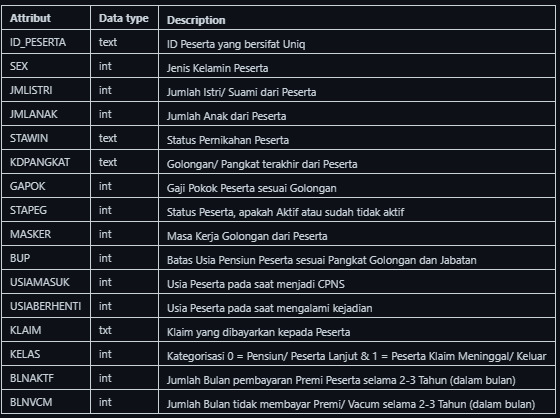 Attribut Data type Description
ID_PESERTA text ID Peserta yang bersifat Uniq
SEX int Jenis Kelamin Peserta
JMLISTRI int Jumlah Istri/ Suami dari Peserta
JMLANAK int Jumlah Anak dari Peserta
STAWIN text Status Pernikahan Peserta
KDPANGKAT text Golongan/ Pangkat terakhir dari Peserta
GAPOK int Gaji Pokok Peserta sesuai Golongan
STAPEG int Status Peserta, apakah Aktif atau sudah tidak aktif
MASKER int Masa Kerja Golongan dari Peserta
BUP int Batas Usia Pensiun Peserta sesuai Pangkat Golongan dan Jabatan
USIAMASUK int Usia Peserta pada saat menjadi CPNS
USIABERHENTI int Usia Peserta pada saat mengalami kejadian
KLAIM txt Klaim yang dibayarkan kepada Peserta
KELAS int Kategorisasi 0 = Pensiun/ Peserta Lanjut & 1 = Peserta Klaim Meninggal/ Keluar
BLNAKTF int Jumlah Bulan pembayaran Premi Peserta selama 2-3 Tahun (dalam bulan)
BLNVCM int Jumlah Bulan tidak membayar Premi/ Vacum selama 2-3 Tahun (dalam bulan)